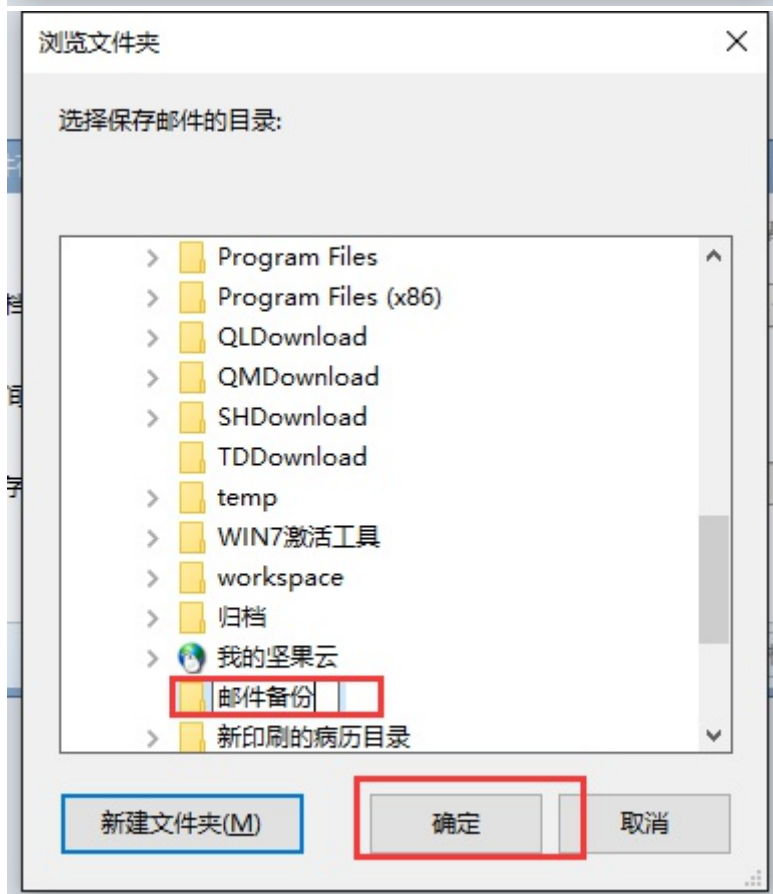 浏览文件夹
选择保存邮件的目录:
Program Files
Program Files (x86)
QLDownload
QMDownload
SHDownload
TDDownload
temp
WIN7激活工具
workspace
归档
我的坚果云
邮件备份
新印刷的病历目录
新建文件夹(M) 确定 取消